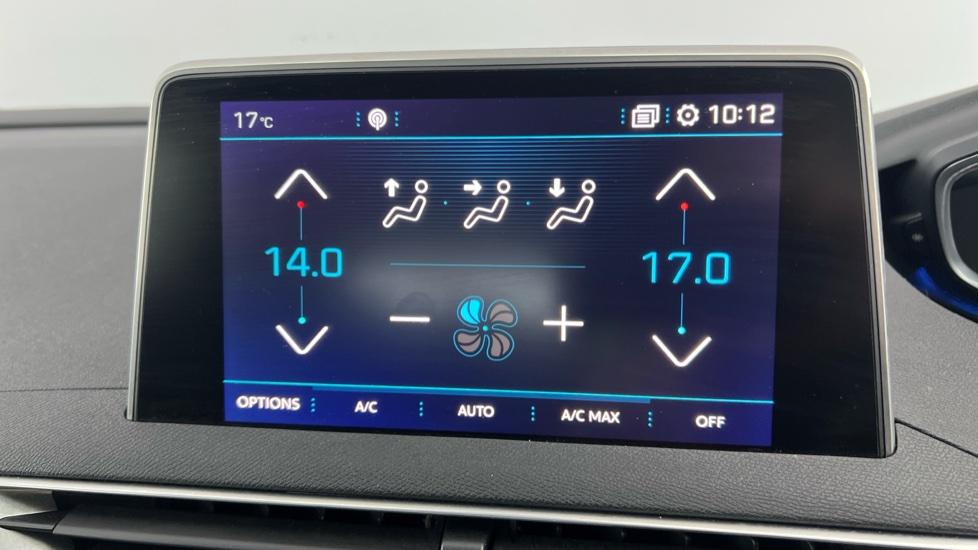 17°C 10:12
14.0 17.0
OPTIONS A/C AUTO A/C MAX OFF